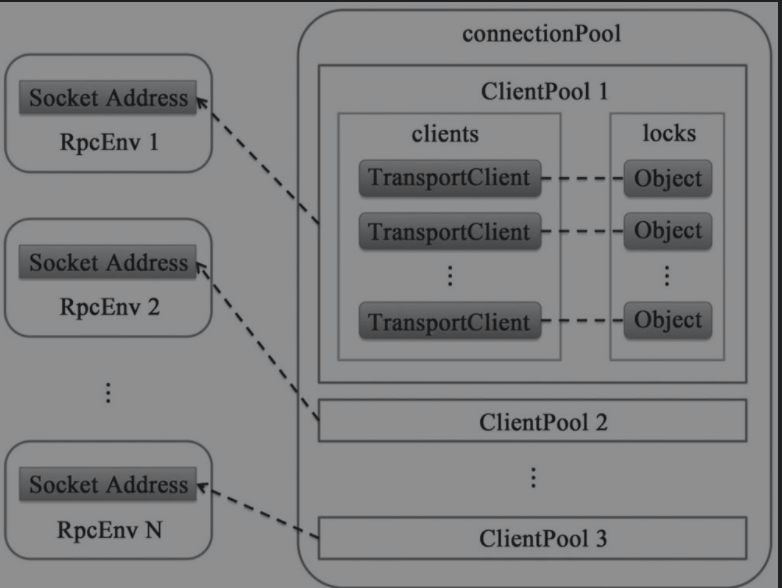 connectionPool
Socket Address
RpcEnv 1
Socket Address
RpcEnv 2
⋮
Socket Address
RpcEnv N
ClientPool 1
clients
locks
TransportClient
Object
TransportClient
Object
⋮
⋮
TransportClient
Object
ClientPool 2
⋮
ClientPool 3